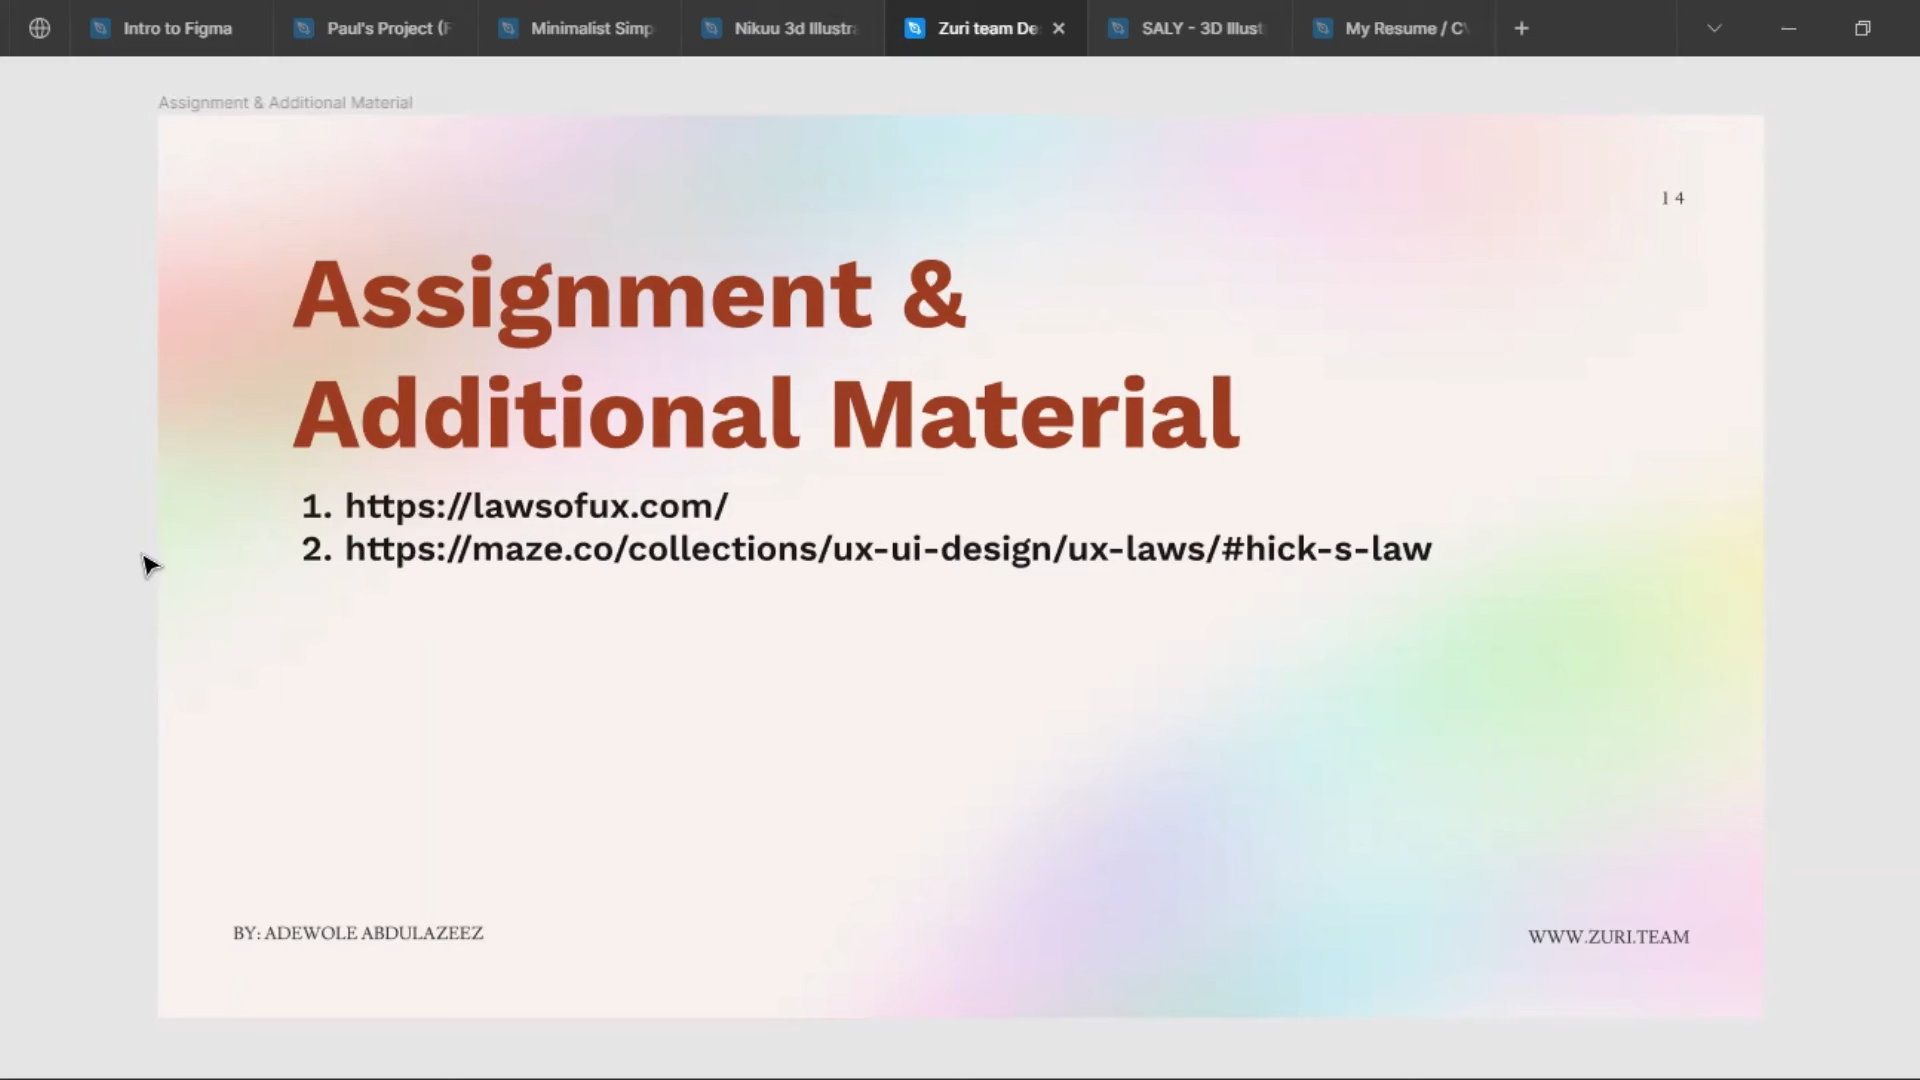 Intro to Figma
Paul's Project (F
Minimalist Simp
Nikuu 3d Illustra
Zuri team De
SALY - 3D Illust
My Resume / CV
Assignment & Additional Material
14
Assignment &
Additional Material
1. https://lawsofux.com/
2. https://maze.co/collections/ux-ui-design/ux-laws/#hick-s-law
BY: ADEWOLE ABDULAZEEZ
WWW.ZURI.TEAM